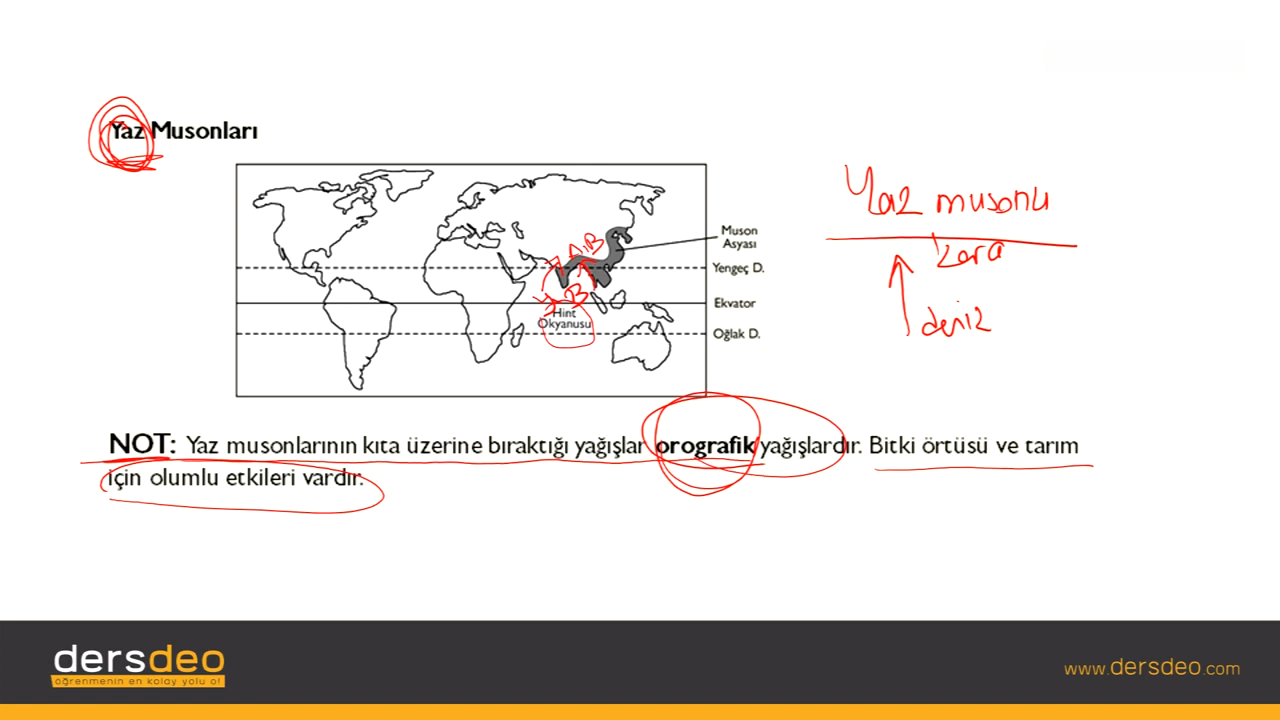 Yaz Musonları
Yaz musonu
kara
deniz
Muson
Asyası
A.B
Yengeç D.
Y.B
Ekvator
Hint
Okyanusu
Oğlak D.
NOT: Yaz musonlarının kıta üzerine bıraktığı yağışlar orografik yağışlardır. Bitki örtüsü ve tarım
için olumlu etkileri vardır.
dersdeo
öğrenmenin en kolay yolu o!
www.dersdeo.com